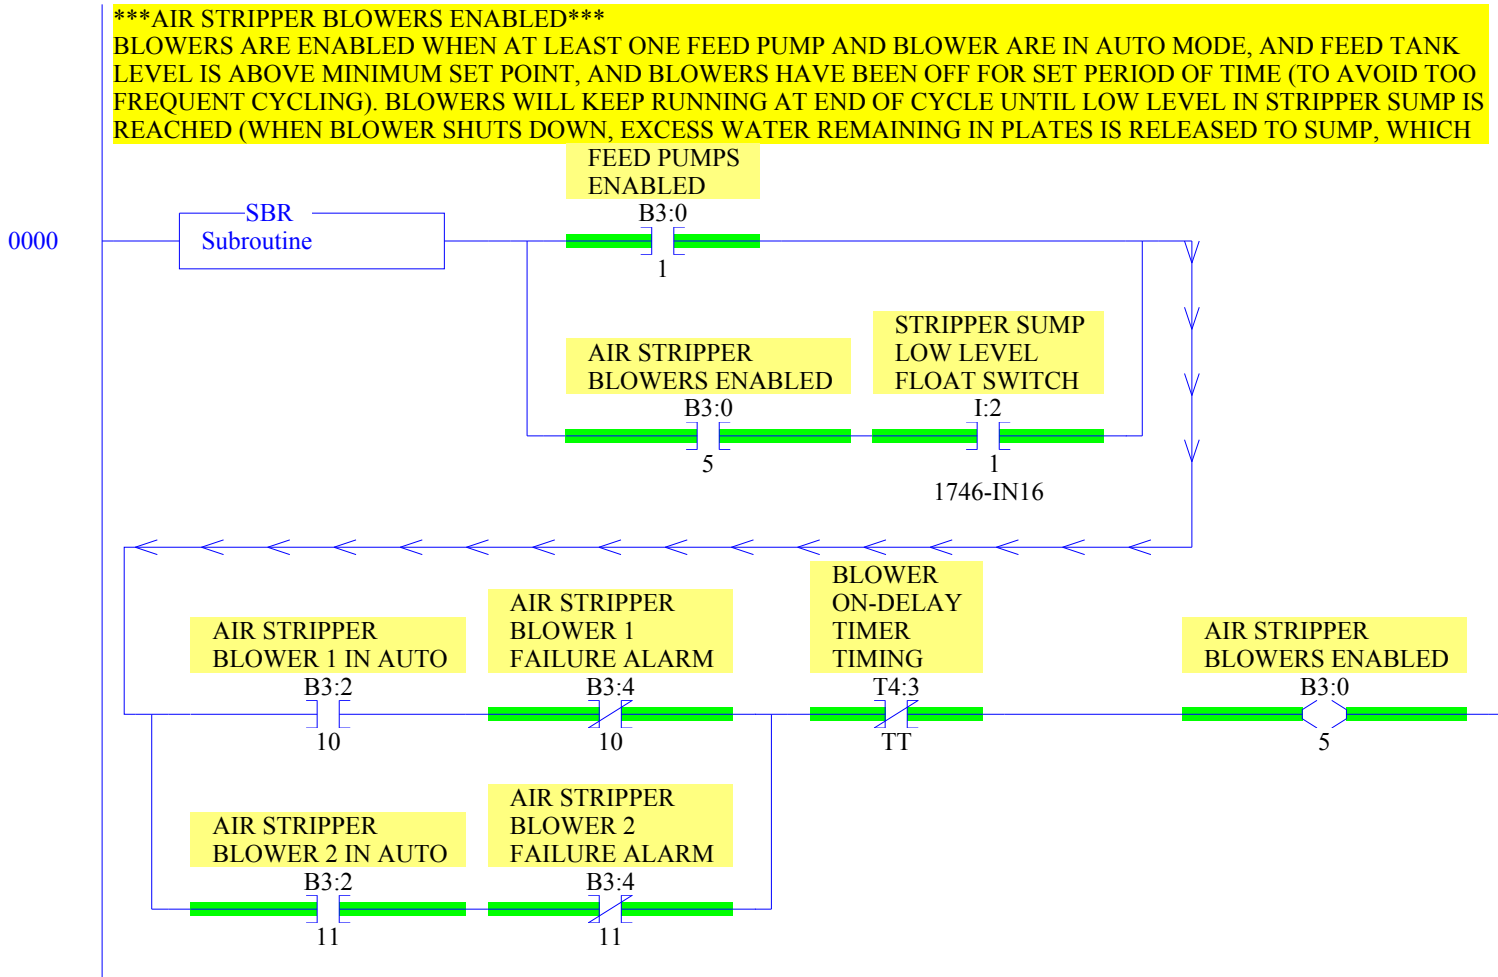 ***AIR STRIPPER BLOWERS ENABLED***
BLOWERS ARE ENABLED WHEN AT LEAST ONE FEED PUMP AND BLOWER ARE IN AUTO MODE, AND FEED TANK
LEVEL IS ABOVE MINIMUM SET POINT, AND BLOWERS HAVE BEEN OFF FOR SET PERIOD OF TIME (TO AVOID TOO
FREQUENT CYCLING). BLOWERS WILL KEEP RUNNING AT END OF CYCLE UNTIL LOW LEVEL IN STRIPPER SUMP IS
REACHED (WHEN BLOWER SHUTS DOWN, EXCESS WATER REMAINING IN PLATES IS RELEASED TO SUMP, WHICH
FEED PUMPS
ENABLED
B3:0
1
0000
SBR
Subroutine
AIR STRIPPER
BLOWERS ENABLED
B3:0
5
STRIPPER SUMP
LOW LEVEL
FLOAT SWITCH
I:2
1
1746-IN16
AIR STRIPPER
BLOWER 1 IN AUTO
B3:2
10
AIR STRIPPER
BLOWER 1
FAILURE ALARM
B3:4
10
BLOWER
ON-DELAY
TIMER
TIMING
T4:3
TT
AIR STRIPPER
BLOWERS ENABLED
B3:0
5
AIR STRIPPER
BLOWER 2 IN AUTO
B3:2
11
AIR STRIPPER
BLOWER 2
FAILURE ALARM
B3:4
11